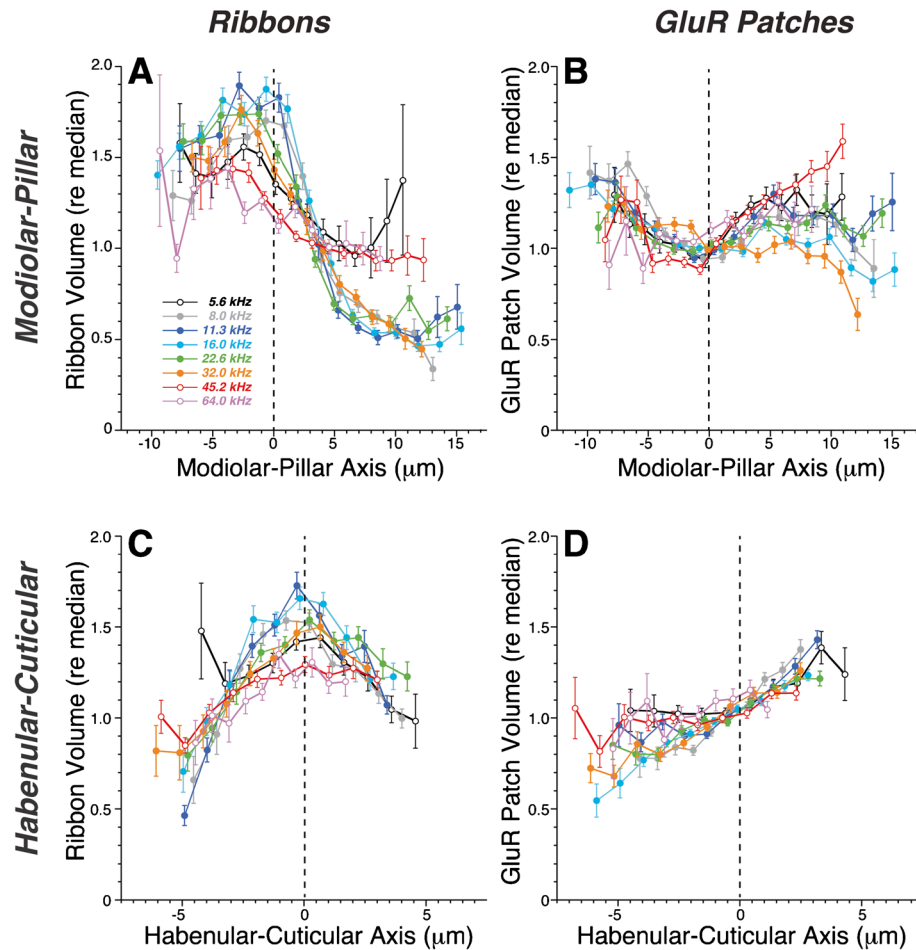 Ribbons
GluR Patches
Modiolar-Pillar
A
Ribbon Volume (re median)
2.0
1.5
1.0
0.5
0
5.6 kHz
8.0 kHz
11.3 kHz
16.0 kHz
22.6 kHz
32.0 kHz
45.2 kHz
64.0 kHz
-10 -5 0 5 10 15
Modiolar-Pillar Axis (μm)
B
GluR Patch Volume (re median)
2.0
1.5
1.0
0.5
0
-10 -5 0 5 10 15
Modiolar-Pillar Axis (μm)
Habenular-Cuticular
C
Ribbon Volume (re median)
2.0
1.5
1.0
0.5
0
-5 0 5
Habenular-Cuticular Axis (μm)
D
GluR Patch Volume (re median)
2.0
1.5
1.0
0.5
0
-5 0 5
Habenular-Cuticular Axis (μm)